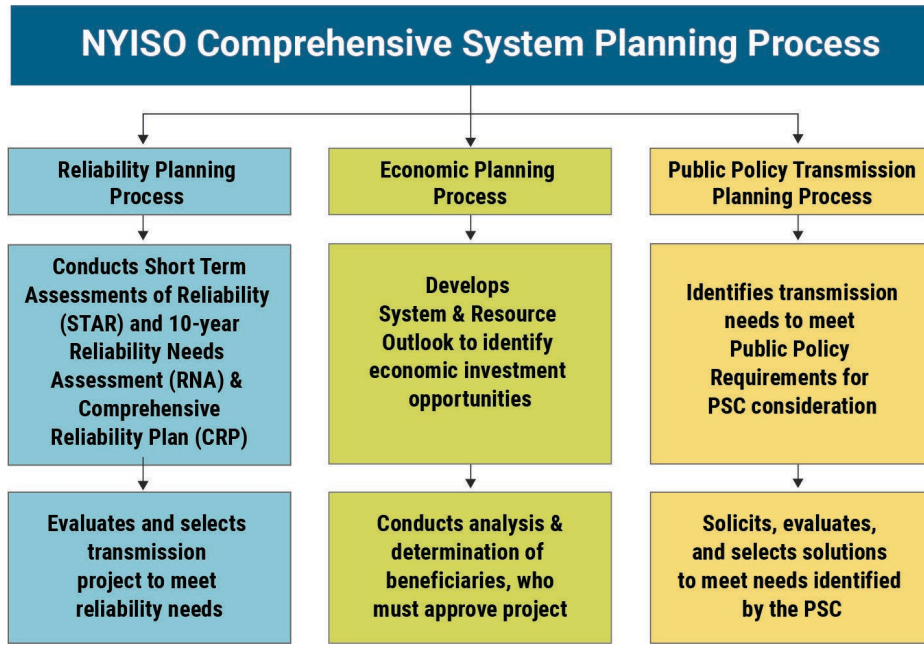 NYISO Comprehensive System Planning Process
Reliability Planning
Process
Conducts Short Term
Assessments of Reliability
(STAR) and 10-year
Reliability Needs
Assessment (RNA) &
Comprehensive
Reliability Plan (CRP)
Evaluates and selects
transmission
project to meet
reliability needs
Economic Planning
Process
Develops
System & Resource
Outlook to identify
economic investment
opportunities
Conducts analysis &
determination of
beneficiaries, who
must approve project
Public Policy Transmission
Planning Process
Identifies transmission
needs to meet
Public Policy
Requirements for
PSC consideration
Solicits, evaluates,
and selects solutions
to meet needs identified
by the PSC